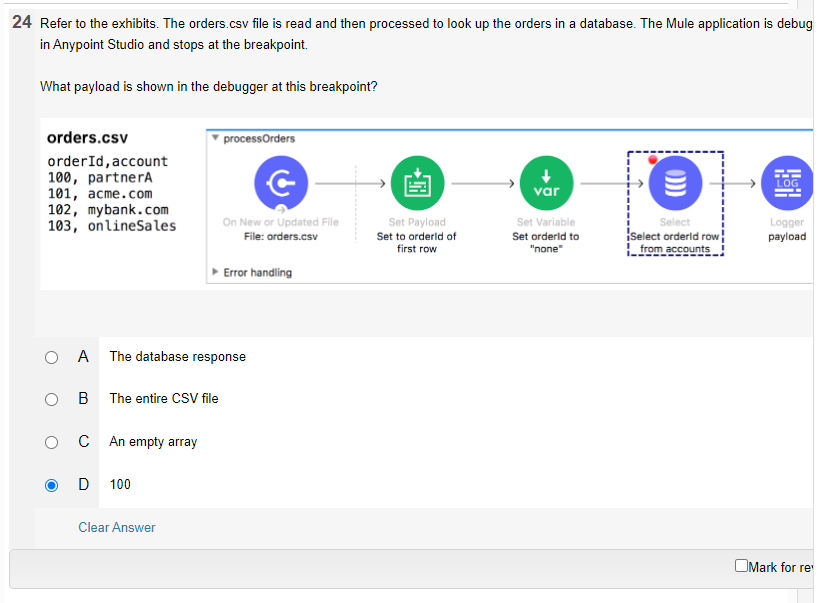 24 Refer to the exhibits. The orders.csv file is read and then processed to look up the orders in a database. The Mule application is debug
in Anypoint Studio and stops at the breakpoint.
What payload is shown in the debugger at this breakpoint?
orders.csv
orderId,account
100, partnerA
101, acme.com
102, mybank.com
103, onlineSales
processOrders
var
LOG
On New or Updated File
File: orders.csv
Set Payload
Set to orderId of
first row
Set Variable
Set orderId to
"none"
Select
Select orderId row
from accounts
Logger
payload
Error handling
A The database response
B The entire CSV file
C An empty array
D 100
Clear Answer
Mark for rev